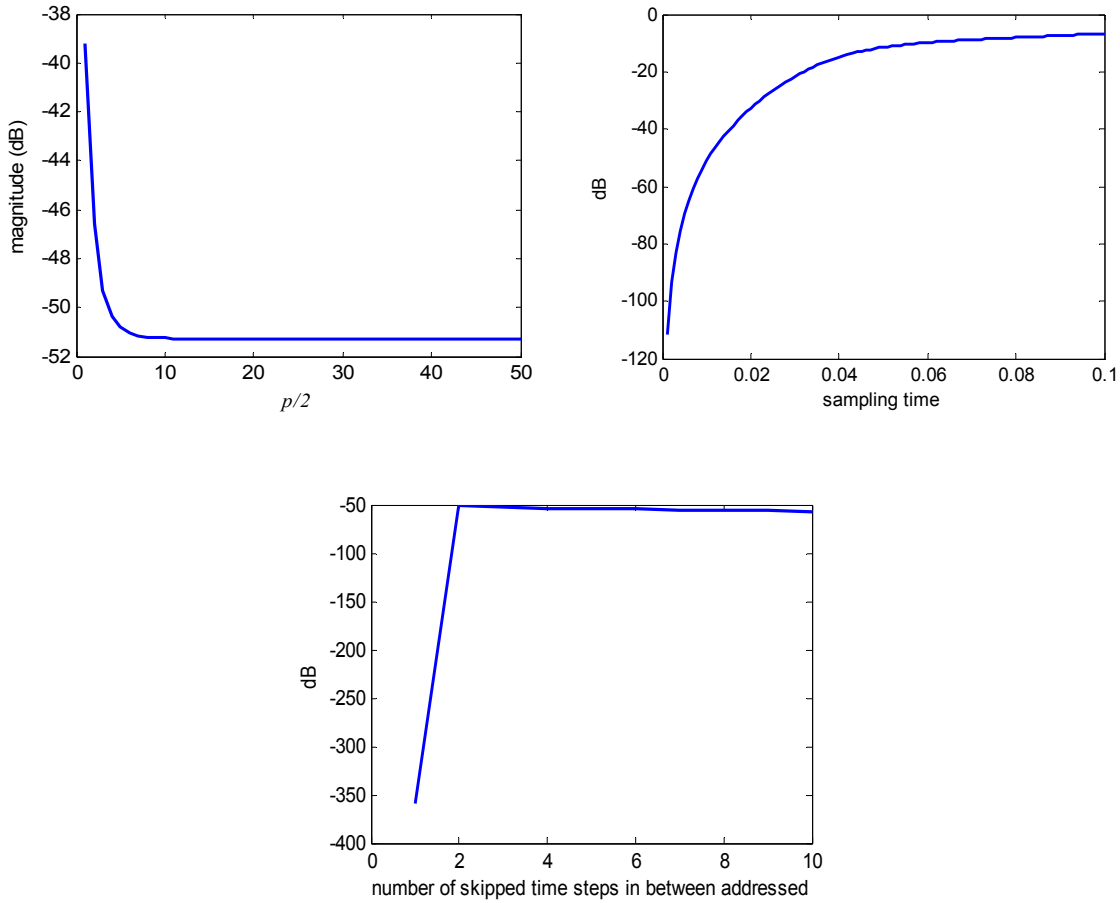 -38
-40
-42
-44
-46
-48
-50
-52
magnitude (dB)
0 10 20 30 40 50
p/2
0
-20
-40
-60
-80
-100
-120
dB
0 0.02 0.04 0.06 0.08 0.1
sampling time
-50
-100
-150
-200
-250
-300
-350
-400
dB
0 2 4 6 8 10
number of skipped time steps in between addressed